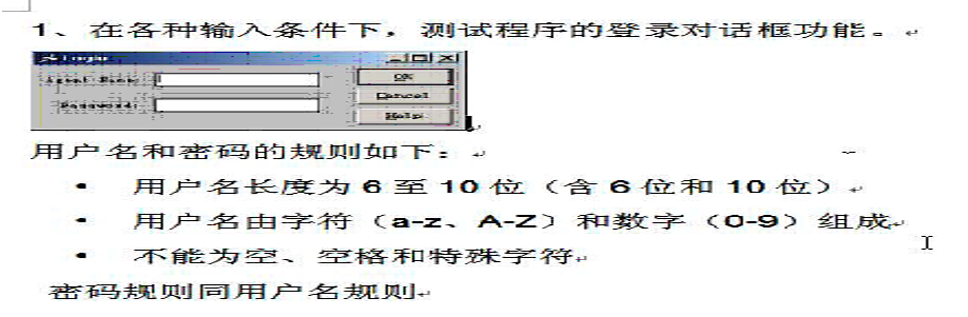 1、在各种输入条件下，测试程序的登录对话框功能。
Login
Agent Name:
OK
Password:
Cancel
Help
用户名和密码的规则如下：
• 用户名长度为 6 至 10 位（含 6 位和 10 位）
• 用户名由字符（a-z、A-Z）和数字（0-9）组成
• 不能为空、空格和特殊字符
密码规则同用户名规则